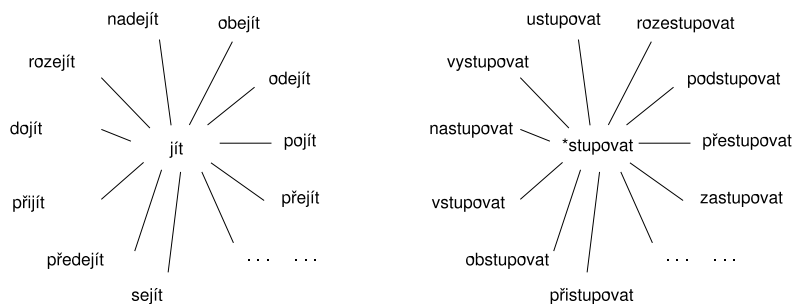 nadejít
obejít
rozejít
odejít
dojít
pojít
jít
přijít
přejít
předejít
. . .   . . .
sejít
ustupovat
rozestupovat
vystupovat
podstupovat
nastupovat
přestupovat
*stupovat
vstupovat
zastupovat
obstupovat
. . .   . . .
přistupovat